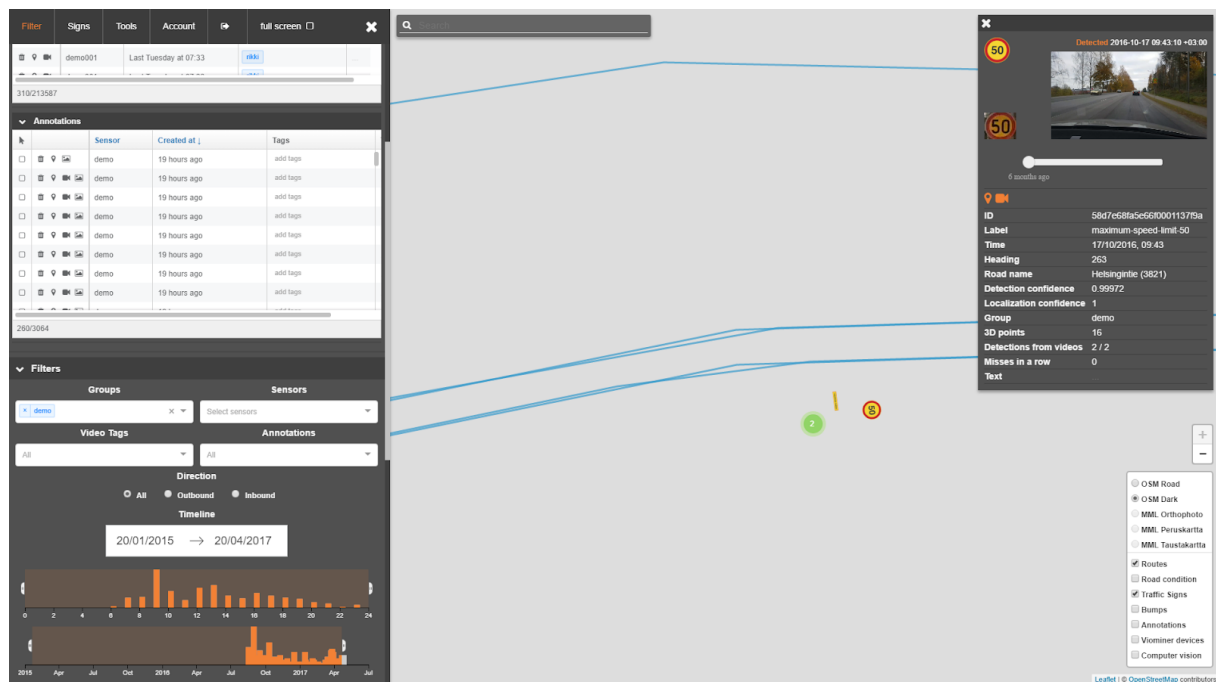 Filter Signs Tools Account full screen
demo001 Last Tuesday at 07:33 rikki
310/213587
Annotations
Sensor Created at ↓ Tags
demo 19 hours ago add tags
demo 19 hours ago add tags
demo 19 hours ago add tags
demo 19 hours ago add tags
demo 19 hours ago add tags
demo 19 hours ago add tags
demo 19 hours ago add tags
demo 19 hours ago add tags
260/3064
Filters
Groups Sensors
× demo Select sensors
Video Tags Annotations
All All
Direction
All Outbound Inbound
Timeline
20/01/2015 → 20/04/2017
0 2 4 6 8 10 12 14 16 18 20 22 24
2015 Apr Jul Oct 2016 Apr Jul Oct 2017 Apr Jul
Search
2
50
50
Detected 2016-10-17 09:43:10 +03:00
50
6 months ago
ID 58d7e68fa5e66f0001137f9a
Label maximum-speed-limit-50
Time 17/10/2016, 09:43
Heading 263
Road name Helsingintie (3821)
Detection confidence 0.99972
Localization confidence 1
Group demo
3D points 16
Detections from videos 2 / 2
Misses in a row 0
Text
+
−
OSM Road
OSM Dark
MML Orthophoto
MML Peruskartta
MML Taustakartta
Routes
Road condition
Traffic Signs
Bumps
Annotations
Viominer devices
Computer vision
Leaflet | © OpenStreetMap contributors